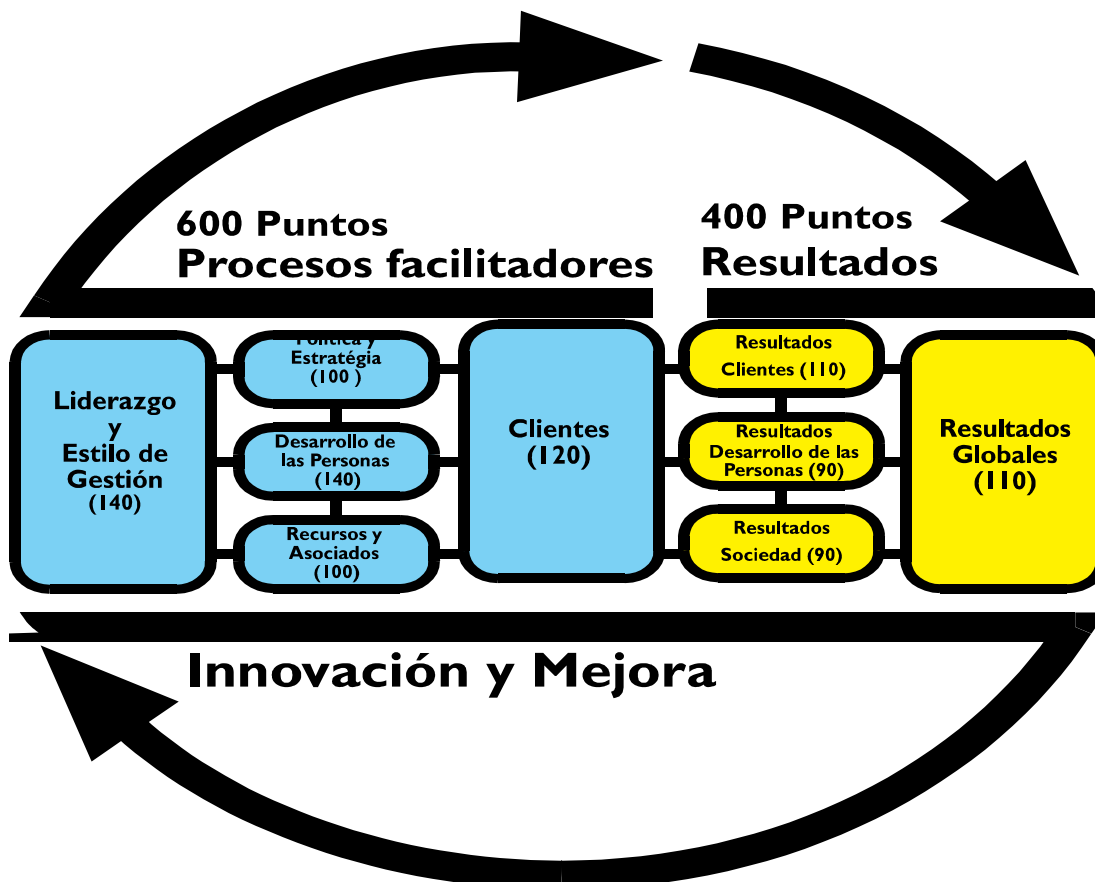 600 Puntos
Procesos facilitadores
400 Puntos
Resultados
Liderazgo
y
Estilo de
Gestión
(140)
Política y
Estratégia
(100 )
Desarrollo de
las Personas
(140)
Recursos y
Asociados
(100)
Clientes
(120)
Resultados
Clientes (110)
Resultados
Desarrollo de las
Personas (90)
Resultados
Sociedad (90)
Resultados
Globales
(110)
Innovación y Mejora